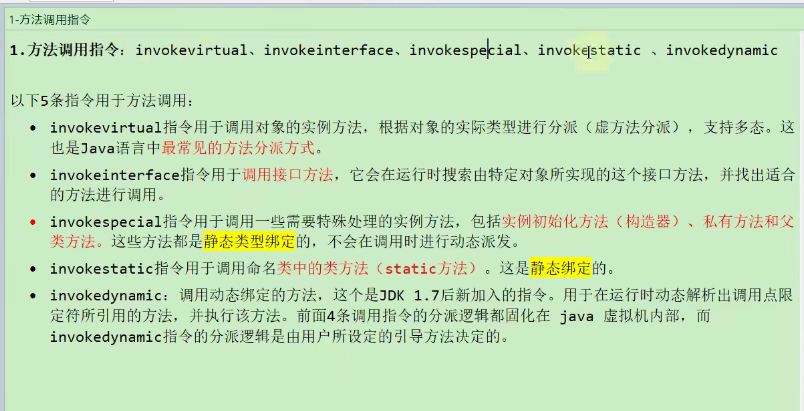 1-方法调用指令
1.方法调用指令：invokevirtual、invokeinterface、invokespecial、invokestatic 、invokedynamic
以下5条指令用于方法调用：
• invokevirtual指令用于调用对象的实例方法，根据对象的实际类型进行分派（虚方法分派），支持多态。这
也是Java语言中最常见的方法分派方式。
• invokeinterface指令用于调用接口方法，它会在运行时搜索由特定对象所实现的这个接口方法，并找出适合
的方法进行调用。
• invokespecial指令用于调用一些需要特殊处理的实例方法，包括实例初始化方法（构造器）、私有方法和父
类方法。这些方法都是静态类型绑定的，不会在调用时进行动态派发。
• invokestatic指令用于调用命名类中的类方法（static方法）。这是静态绑定的。
• invokedynamic：调用动态绑定的方法，这个是JDK 1.7后新加入的指令。用于在运行时动态解析出调用点限
定符所引用的方法，并执行该方法。前面4条调用指令的分派逻辑都固化在 java 虚拟机内部，而
invokedynamic指令的分派逻辑是由用户所设定的引导方法决定的。